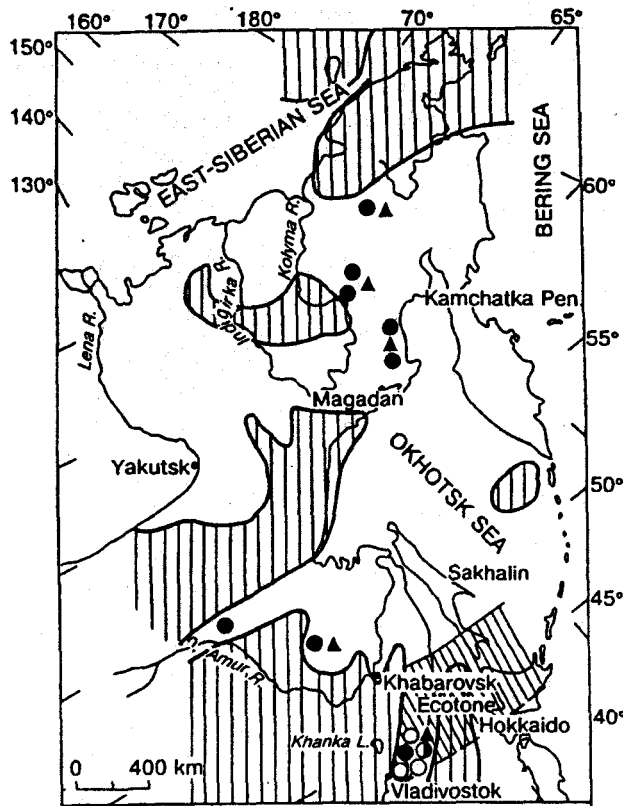 160° 170° 70° 65°
150°
140°
130°
EAST-SIBERIAN SEA
BERING SEA
60°
Kolyma R.
Indigirka R.
Lena R.
Kamchatka Pen.
55°
Magadan
Yakutsk
OKHOTSK SEA
50°
Sakhalin
45°
Amur R.
Khabarovsk
Ecotone
Hokkaido
Khanka L.
40°
0 400 km
Vladivostok